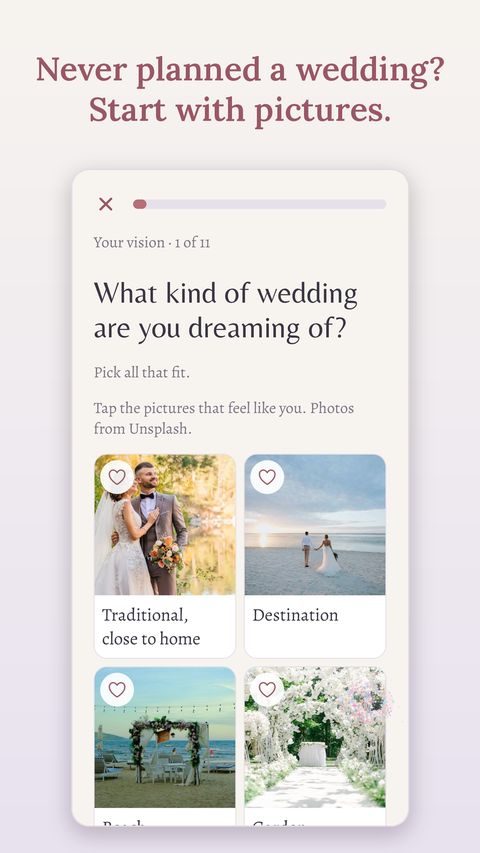 Never planned a wedding?
Start with pictures.
Your vision · 1 of 11
What kind of wedding
are you dreaming of?
Pick all that fit.
Tap the pictures that feel like you. Photos
from Unsplash.
Traditional,
close to home
Destination
Beach
Garden